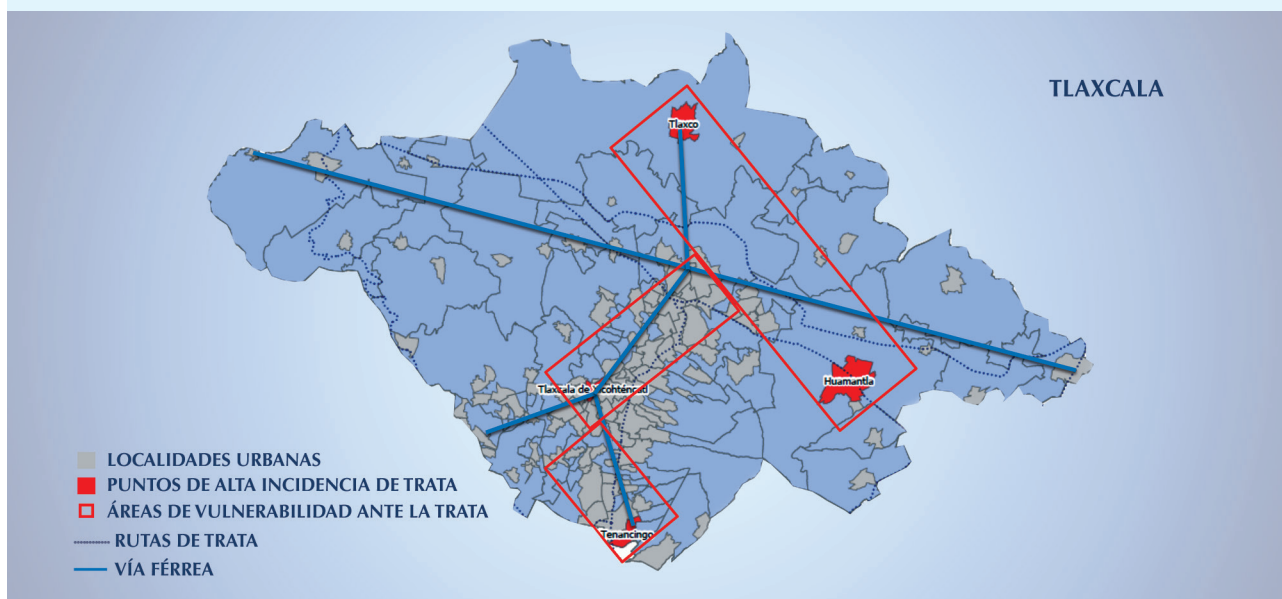 TLAXCALA
Tlaxco
Huamantla
Tlaxcala de Xicohténcatl
Tenancingo
LOCALIDADES URBANAS
PUNTOS DE ALTA INCIDENCIA DE TRATA
ÁREAS DE VULNERABILIDAD ANTE LA TRATA
RUTAS DE TRATA
VÍA FÉRREA